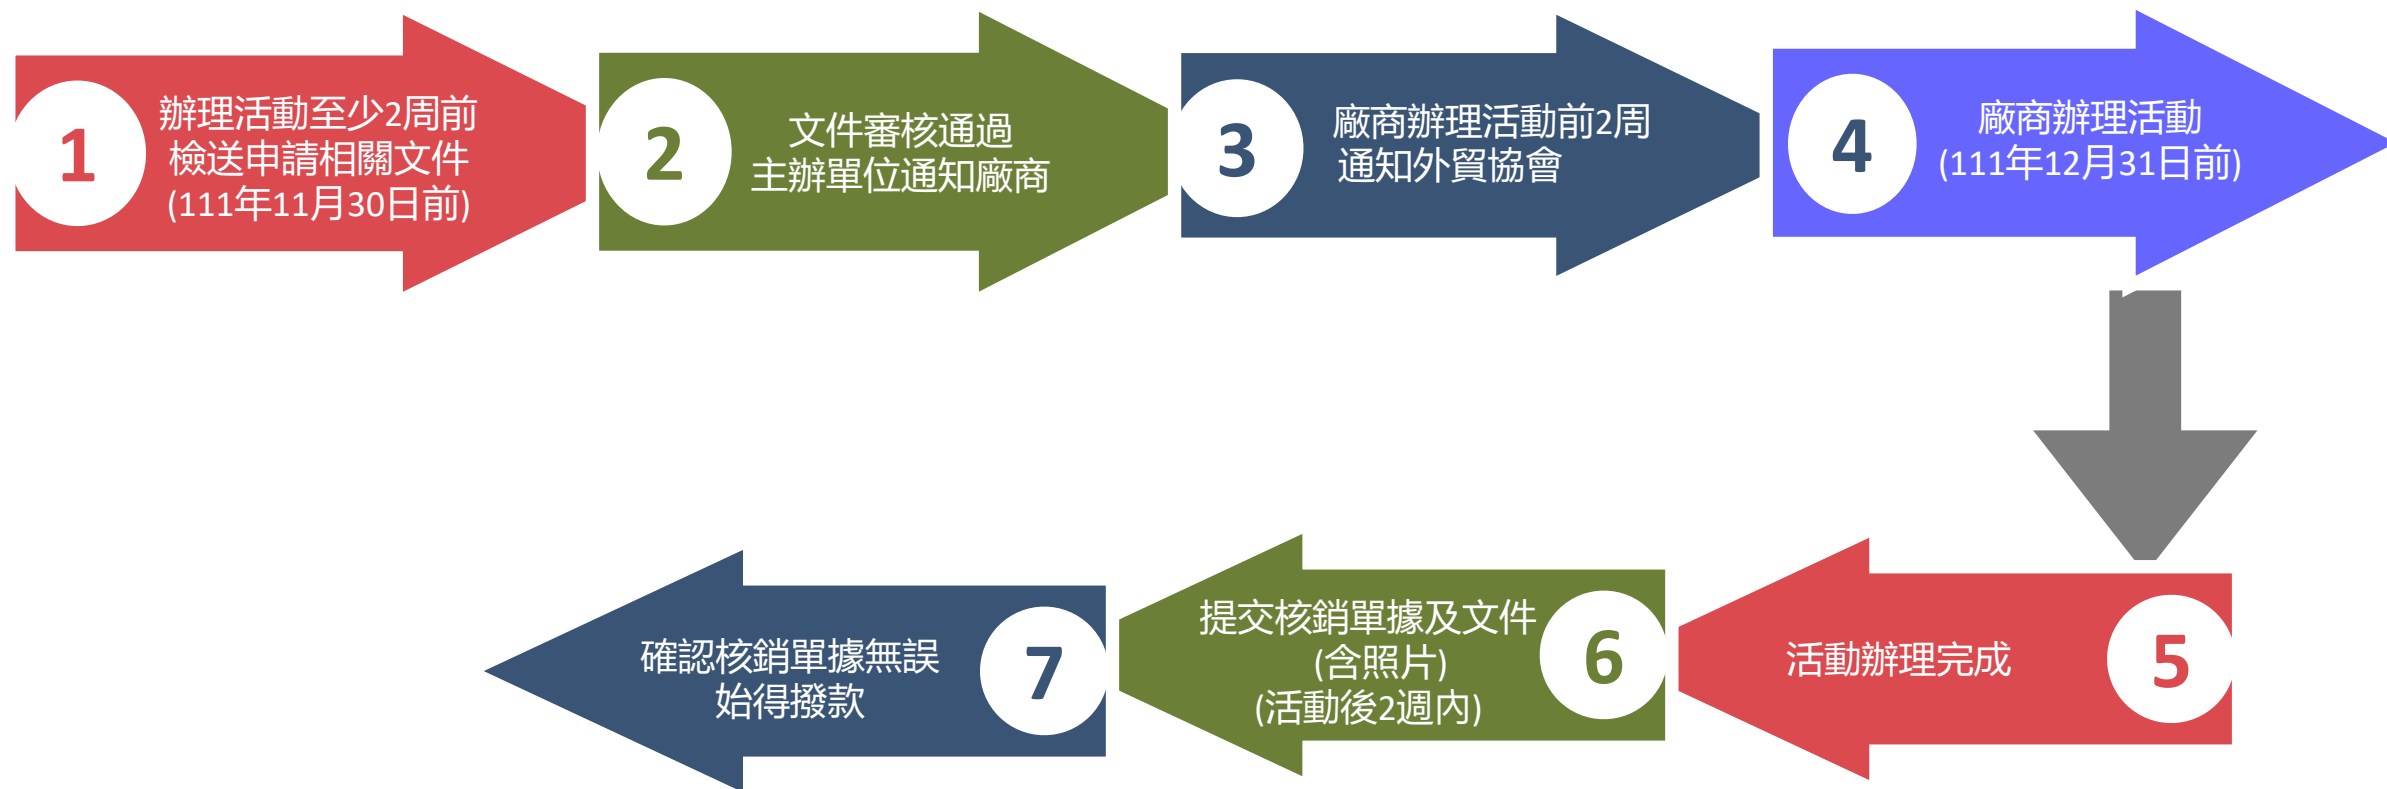 1
辦理活動至少2周前
檢送申請相關文件
(111年11月30日前)
2
文件審核通過
主辦單位通知廠商
3
廠商辦理活動前2周
通知外貿協會
4
廠商辦理活動
(111年12月31日前)
5
活動辦理完成
6
提交核銷單據及文件
(含照片)
(活動後2週內)
7
確認核銷單據無誤
始得撥款